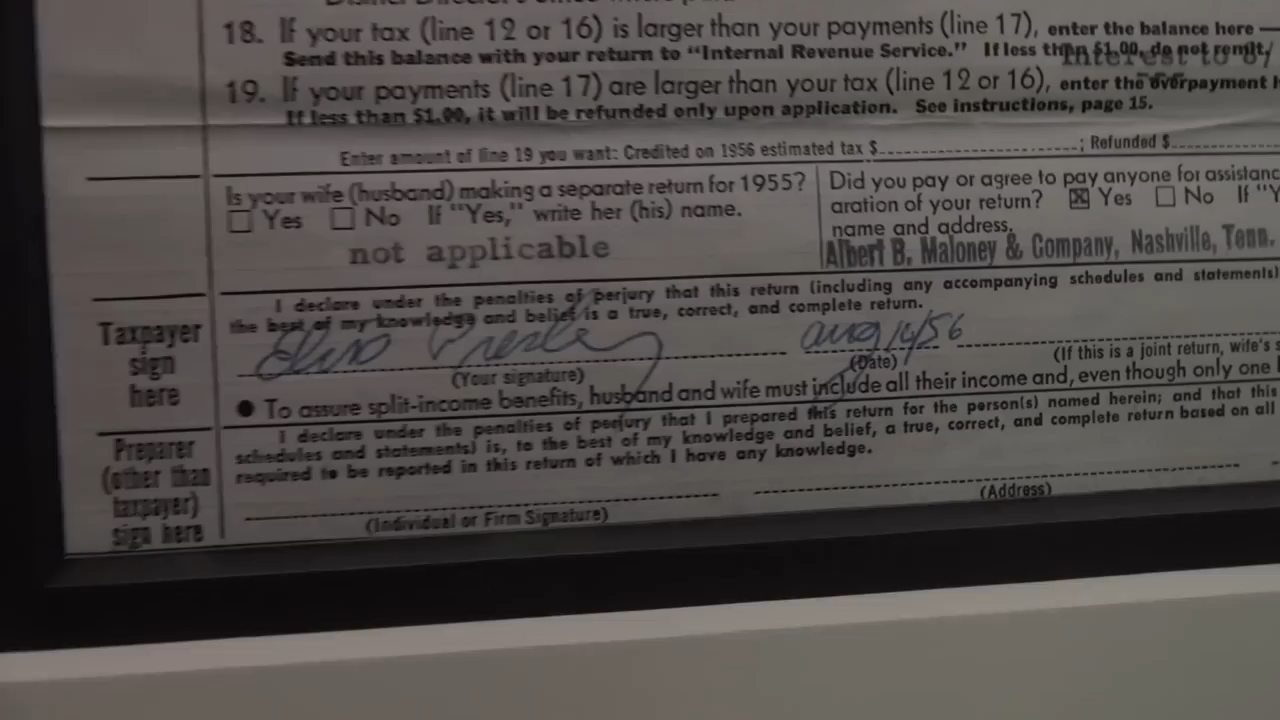 18. If your tax (line 12 or 16) is larger than your payments (line 17), enter the balance here
Send this balance with your return to "Internal Revenue Service." If less than $1.00, do not remit.
Interest to 8/
19. If your payments (line 17) are larger than your tax (line 12 or 16), enter the overpayment
If less than $1.00, it will be refunded only upon application. See instructions, page 15.
Enter amount of line 19 you want: Credited on 1956 estimated tax $ ; Refunded $
Is your wife (husband) making a separate return for 1955?
Yes No If "Yes," write her (his) name.
not applicable
Did you pay or agree to pay anyone for assistanc
aration of your return? Yes No If "Y
name and address.
Albert B. Maloney & Company, Nashville, Tenn.
I declare under the penalties of perjury that this return (including any accompanying schedules and statements)
the best of my knowledge and belief is a true, correct, and complete return.
Taxpayer
sign
here
Elvis Presley
aug 14/56
(Your signature)
(Date)
(If this is a joint return, wife's s
● To assure split-income benefits, husband and wife must include all their income and, even though only one
Preparer
(other than
taxpayer)
sign here
I declare under the penalties of perjury that I prepared this return for the person(s) named herein; and that this
schedules and statements) is, to the best of my knowledge and belief, a true, correct, and complete return based on all
required to be reported in this return of which I have any knowledge.
(Individual or Firm Signature)
(Address)